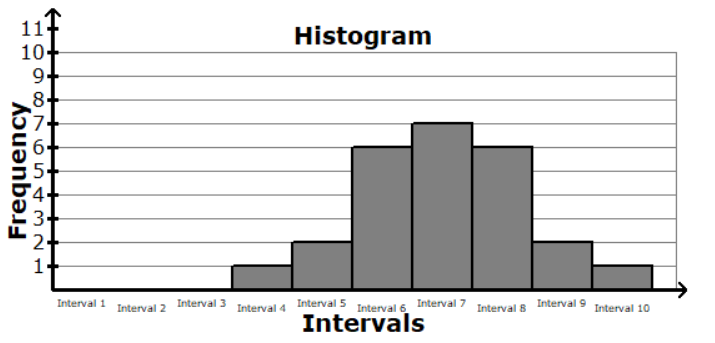 Histogram
Frequency
11
10
9
8
7
6
5
4
3
2
1
Interval 1
Interval 2
Interval 3
Interval 4
Interval 5
Interval 6
Interval 7
Interval 8
Interval 9
Interval 10
Intervals